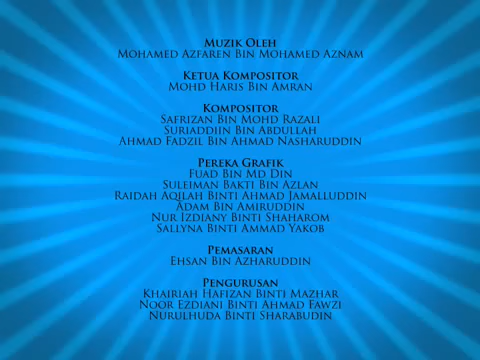 Muzik Oleh
Mohamed Azfaren Bin Mohamed Aznam
Ketua Kompositor
Mohd Haris Bin Amran
Kompositor
Safrizan Bin Mohd Razali
Suriaddiin Bin Abdullah
Ahmad Fadzil Bin Ahmad Nasharuddin
Pereka Grafik
Fuad Bin Md Din
Suleiman Bakti Bin Azlan
Raidah Aqilah Binti Ahmad Jamalluddin
Adam Bin Amiruddin
Nur Izdiany Binti Shaharom
Sallyna Binti Ammad Yakob
Pemasaran
Ehsan Bin Azharuddin
Pengurusan
Khairiah Hafizan Binti Mazhar
Noor Ezdiani Binti Ahmad Fawzi
Nurulhuda Binti Sharabudin